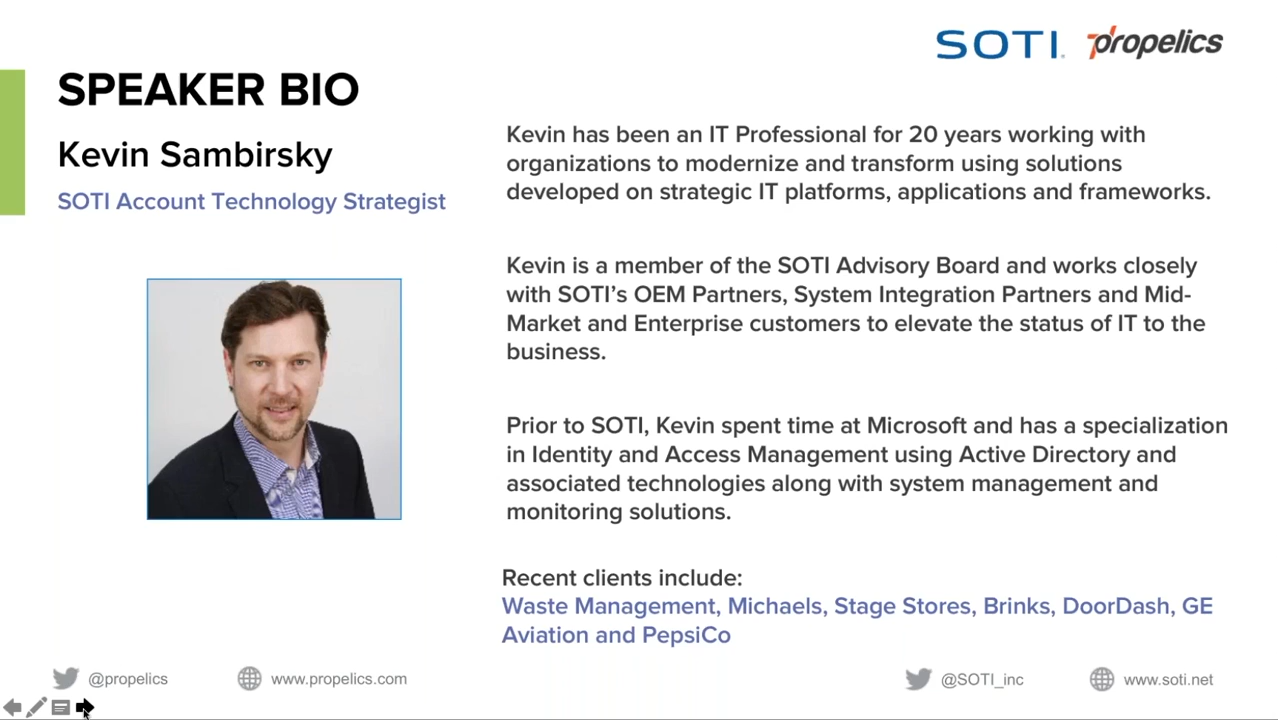 SOTI propelics
SPEAKER BIO
Kevin Sambirsky
SOTI Account Technology Strategist
Kevin has been an IT Professional for 20 years working with
organizations to modernize and transform using solutions
developed on strategic IT platforms, applications and frameworks.
Kevin is a member of the SOTI Advisory Board and works closely
with SOTI’s OEM Partners, System Integration Partners and Mid-
Market and Enterprise customers to elevate the status of IT to the
business.
Prior to SOTI, Kevin spent time at Microsoft and has a specialization
in Identity and Access Management using Active Directory and
associated technologies along with system management and
monitoring solutions.
Recent clients include:
Waste Management, Michaels, Stage Stores, Brinks, DoorDash, GE
Aviation and PepsiCo
@propelics www.propelics.com @SOTI_inc www.soti.net